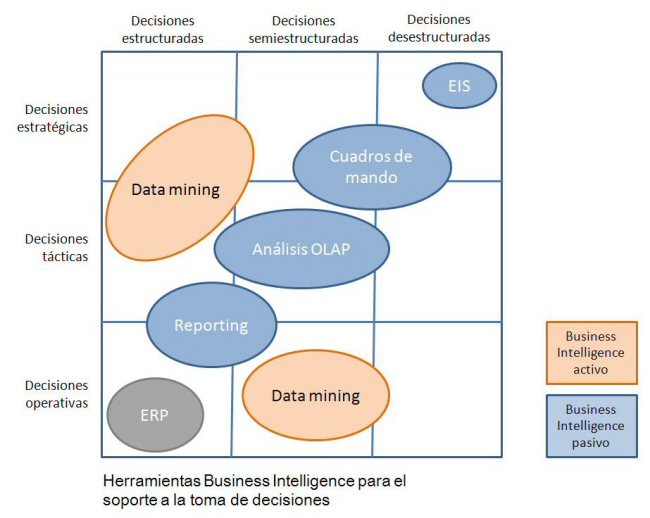 Decisiones
estructuradas
Decisiones
semiestructuradas
Decisiones
desestructuradas
Decisiones
estratégicas
EIS
Cuadros de
mando
Data mining
Decisiones
tácticas
Análisis OLAP
Reporting
Decisiones
operativas
ERP
Data mining
Business
Intelligence
activo
Business
Intelligence
pasivo
Herramientas Business Intelligence para el
soporte a la toma de decisiones